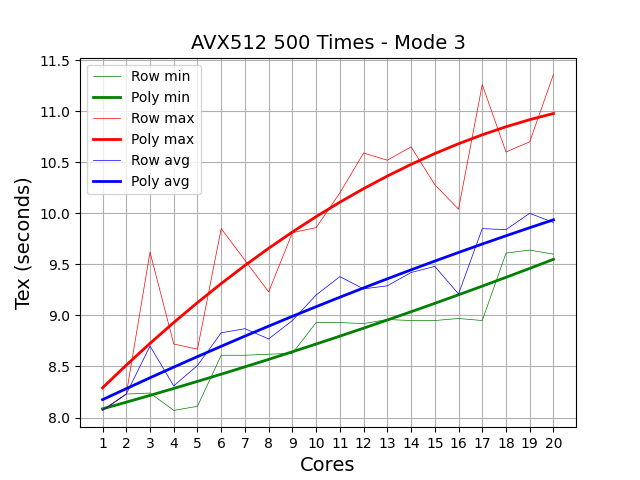 AVX512 500 Times - Mode 3
Row min
Poly min
Row max
Poly max
Row avg
Poly avg
Tex (seconds)
11.5
11.0
10.5
10.0
9.5
9.0
8.5
8.0
1 2 3 4 5 6 7 8 9 10 11 12 13 14 15 16 17 18 19 20
Cores